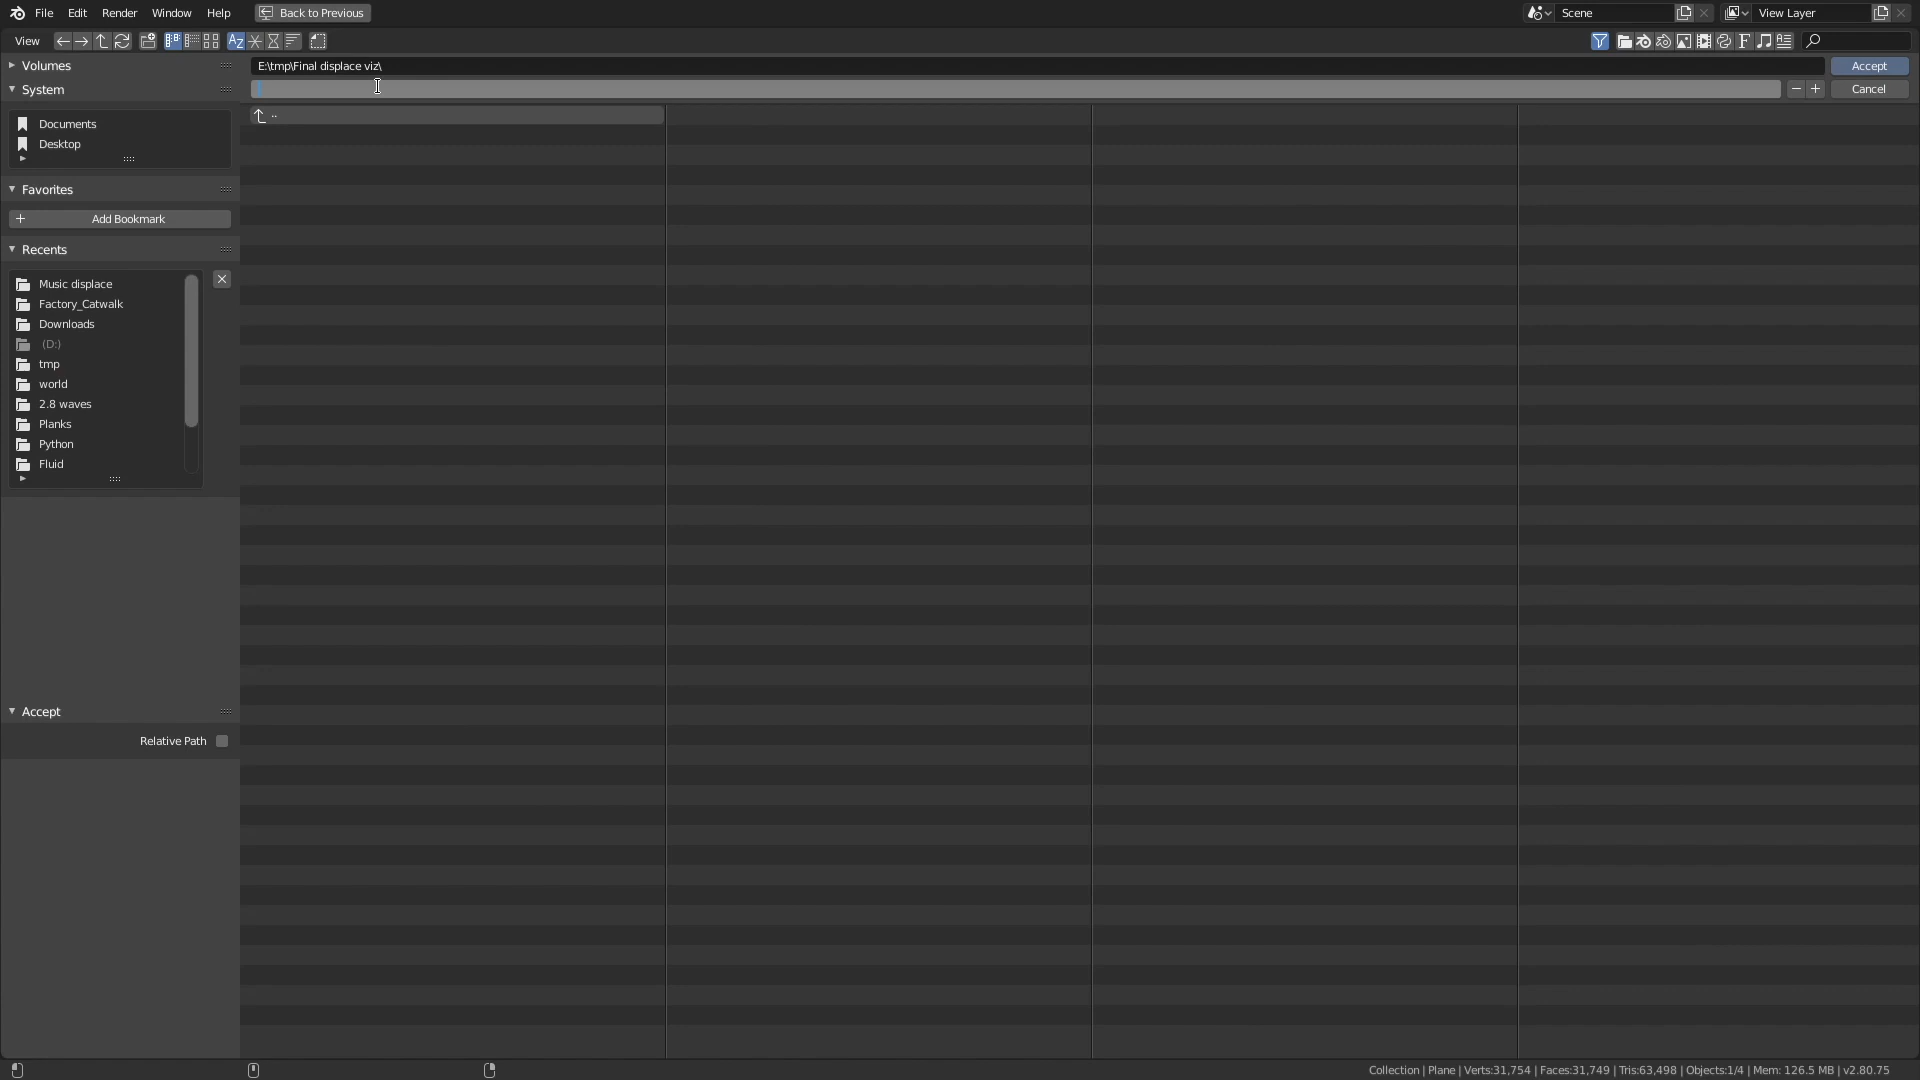 File Edit Render Window Help Back to Previous Scene View Layer
View
Volumes E:\tmp\Final displace viz\ Accept
System Cancel
..
Documents
Desktop
Favorites
Add Bookmark
Recents
Music displace
Factory_Catwalk
Downloads
(D:)
tmp
world
2.8 waves
Planks
Python
Fluid
Accept
Relative Path
Collection | Plane | Verts:31,754 | Faces:31,749 | Tris:63,498 | Objects:1/4 | Mem: 126.5 MB | v2.80.75